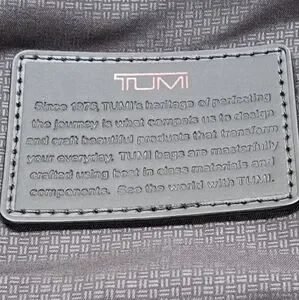 TUMI
Since 1975, TUMI's heritage of perfecting
the journey is what compels us to design
and craft beautiful products that transform
your everyday. TUMI bags are masterfully
crafted using best in class materials and
components. See the world with TUMI.